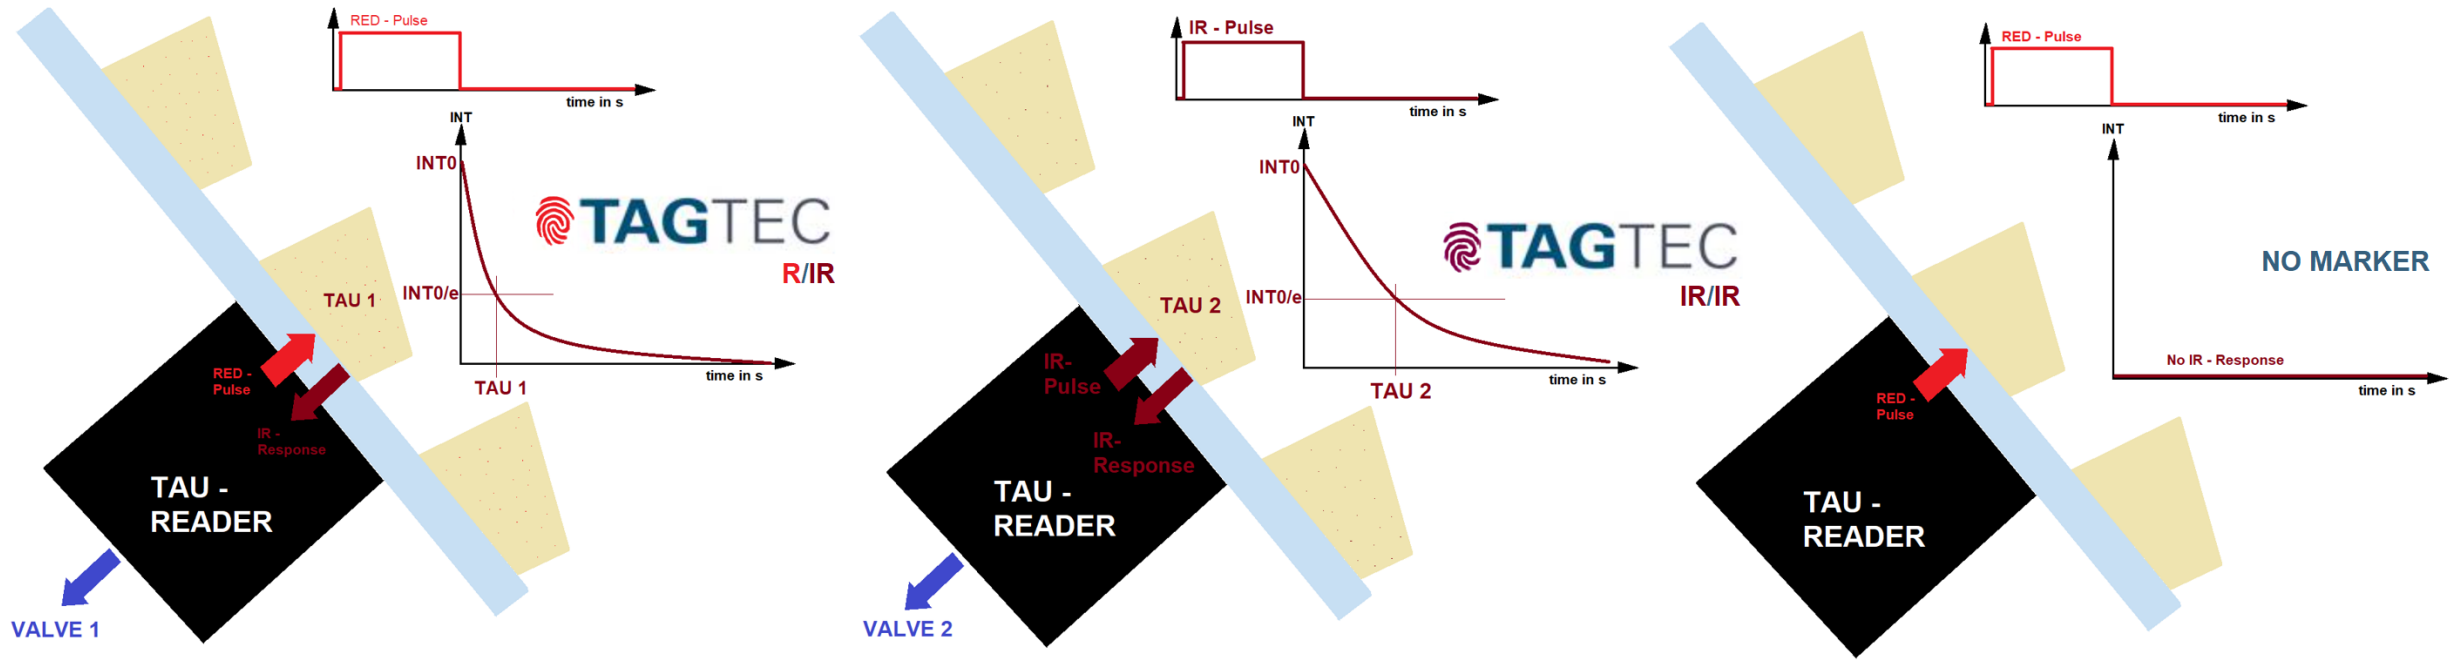 RED - Pulse
time in s
INT
INT0
TAGTEC
R/IR
INT0/e
TAU 1
time in s
TAU 1
RED -
Pulse
IR -
Response
TAU -
READER
VALVE 1
IR - Pulse
time in s
INT
INT0
TAGTEC
IR/IR
INT0/e
TAU 2
time in s
TAU 2
IR-
Pulse
IR-
Response
TAU -
READER
VALVE 2
RED - Pulse
time in s
INT
NO MARKER
No IR - Response
time in s
RED -
Pulse
TAU -
READER